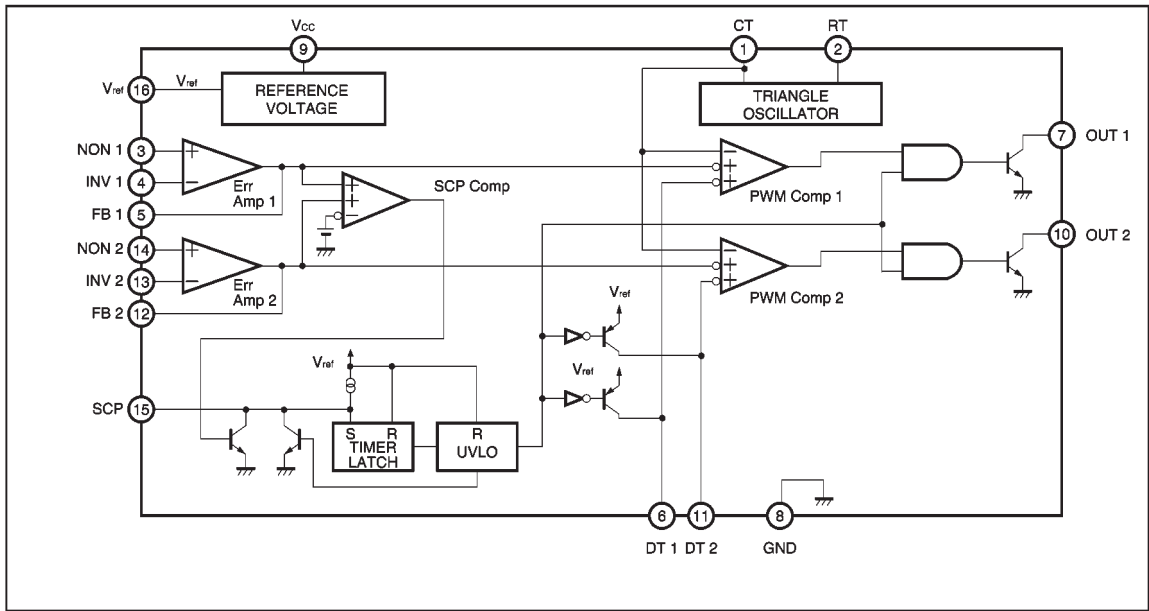 Vcc CT RT
9 1 2
Vref 16 Vref REFERENCE
VOLTAGE
TRIANGLE
OSCILLATOR
NON 1 3 +
INV 1 4 −
Err
Amp 1
FB 1 5
+
+
−
SCP Comp
−
+
+
PWM Comp 1
7 OUT 1
NON 2 14 +
INV 2 13 −
Err
Amp 2
FB 2 12
−
+
+
PWM Comp 2
10 OUT 2
Vref
Vref
Vref
SCP 15
S R
TIMER
LATCH
R
UVLO
6 11 8
DT 1 DT 2 GND